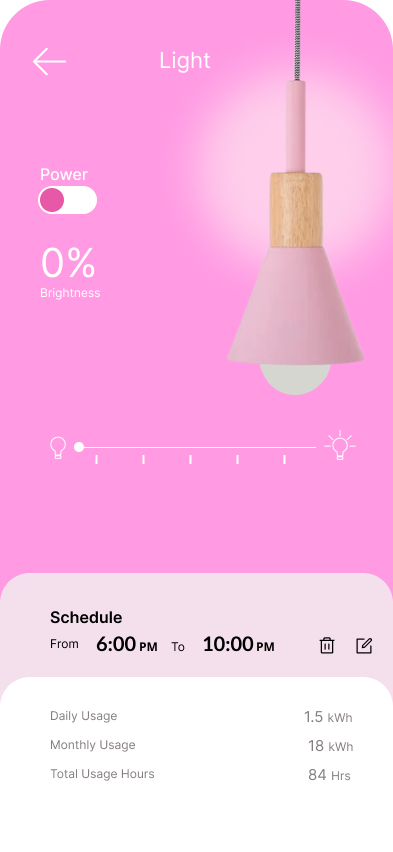 Light
Power
0%
Brightness
Schedule
From 6:00 PM To 10:00 PM
Daily Usage 1.5 kWh
Monthly Usage 18 kWh
Total Usage Hours 84 Hrs